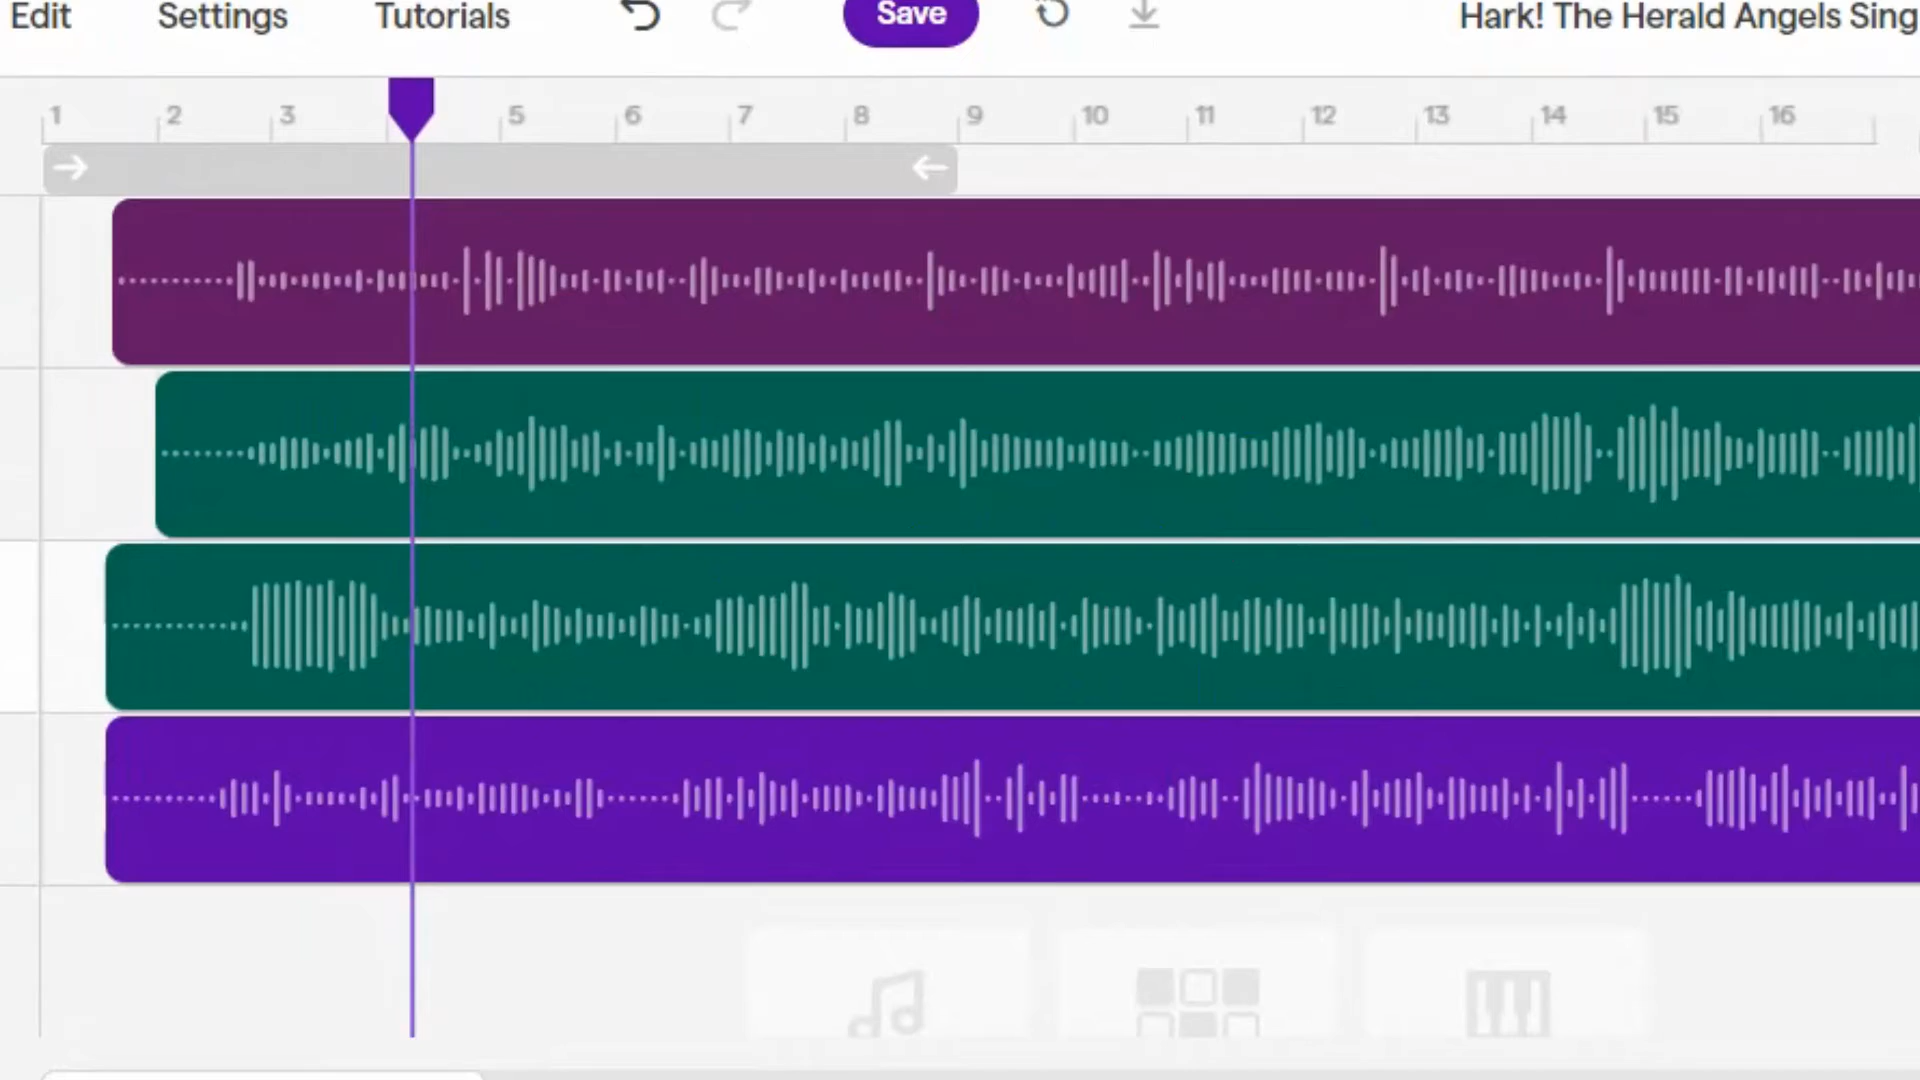 Edit Settings Tutorials Save Hark! The Herald Angels Sing
1 2 3 5 6 7 8 9 10 11 12 13 14 15 16